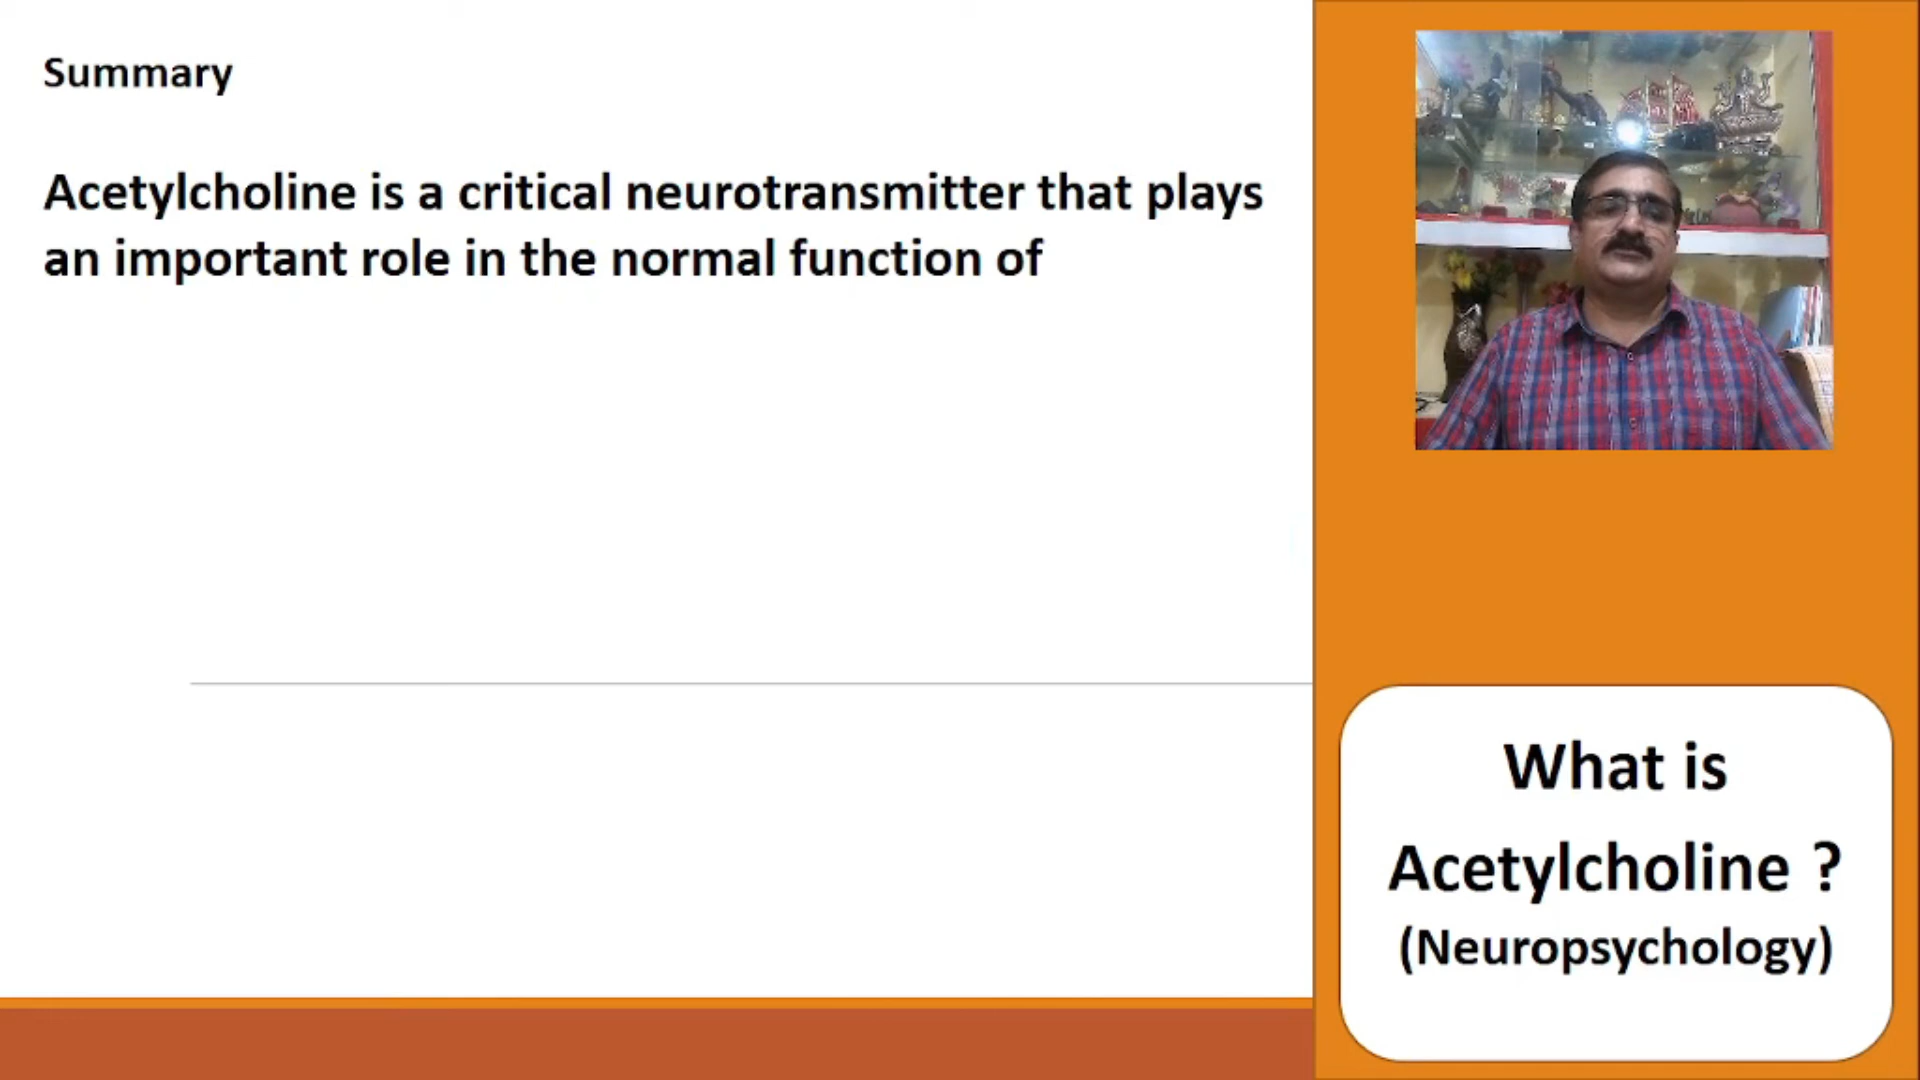 Summary
Acetylcholine is a critical neurotransmitter that plays
an important role in the normal function of
What is
Acetylcholine ?
(Neuropsychology)